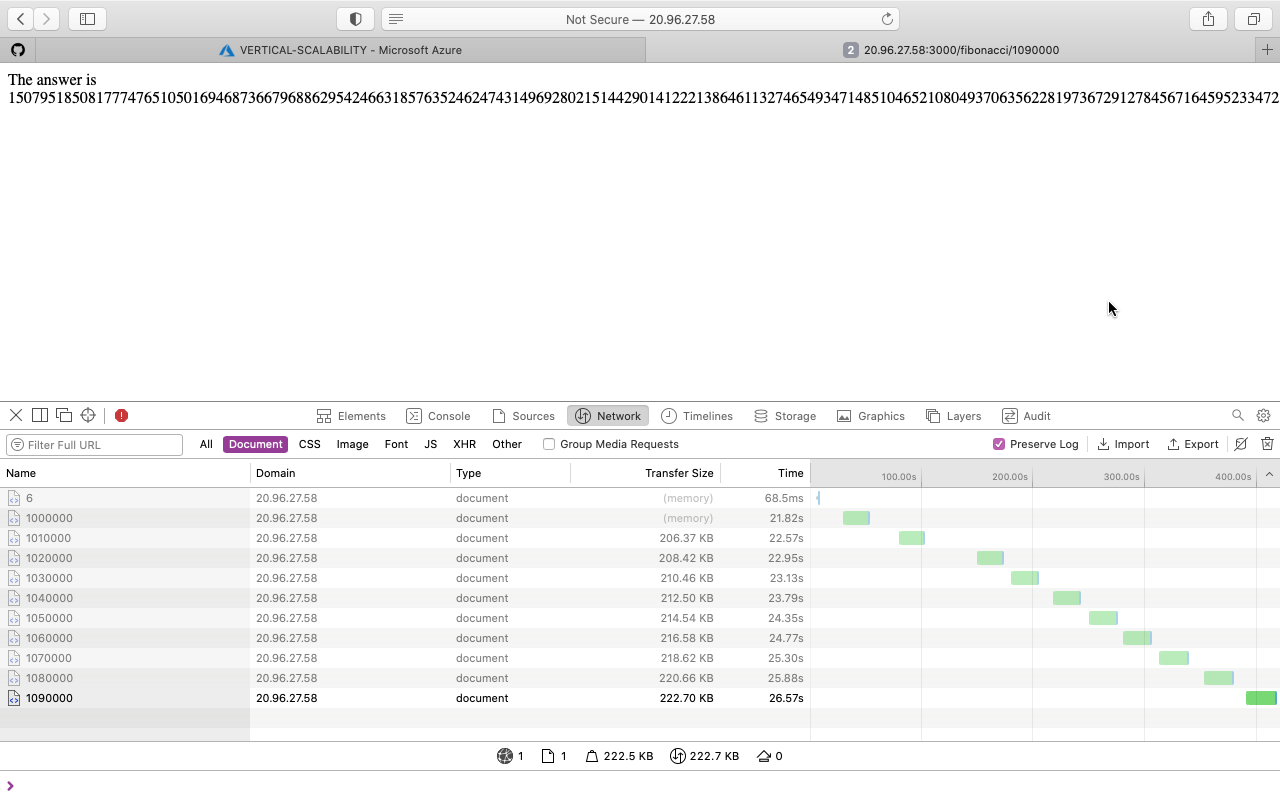 Not Secure — 20.96.27.58
VERTICAL-SCALABILITY - Microsoft Azure
2 20.96.27.58:3000/fibonacci/1090000
The answer is
Elements Console Sources Network Timelines Storage Graphics Layers Audit
Filter Full URL All Document CSS Image Font JS XHR Other Group Media Requests Preserve Log Import Export
Name Domain Type Transfer Size Time 100.00s 200.00s 300.00s 400.00s
6 20.96.27.58 document (memory) 68.5ms
1000000 20.96.27.58 document (memory) 21.82s
1010000 20.96.27.58 document 206.37 KB 22.57s
1020000 20.96.27.58 document 208.42 KB 22.95s
1030000 20.96.27.58 document 210.46 KB 23.13s
1040000 20.96.27.58 document 212.50 KB 23.79s
1050000 20.96.27.58 document 214.54 KB 24.35s
1060000 20.96.27.58 document 216.58 KB 24.77s
1070000 20.96.27.58 document 218.62 KB 25.30s
1080000 20.96.27.58 document 220.66 KB 25.88s
1090000 20.96.27.58 document 222.70 KB 26.57s
1 1 222.5 KB 222.7 KB 0